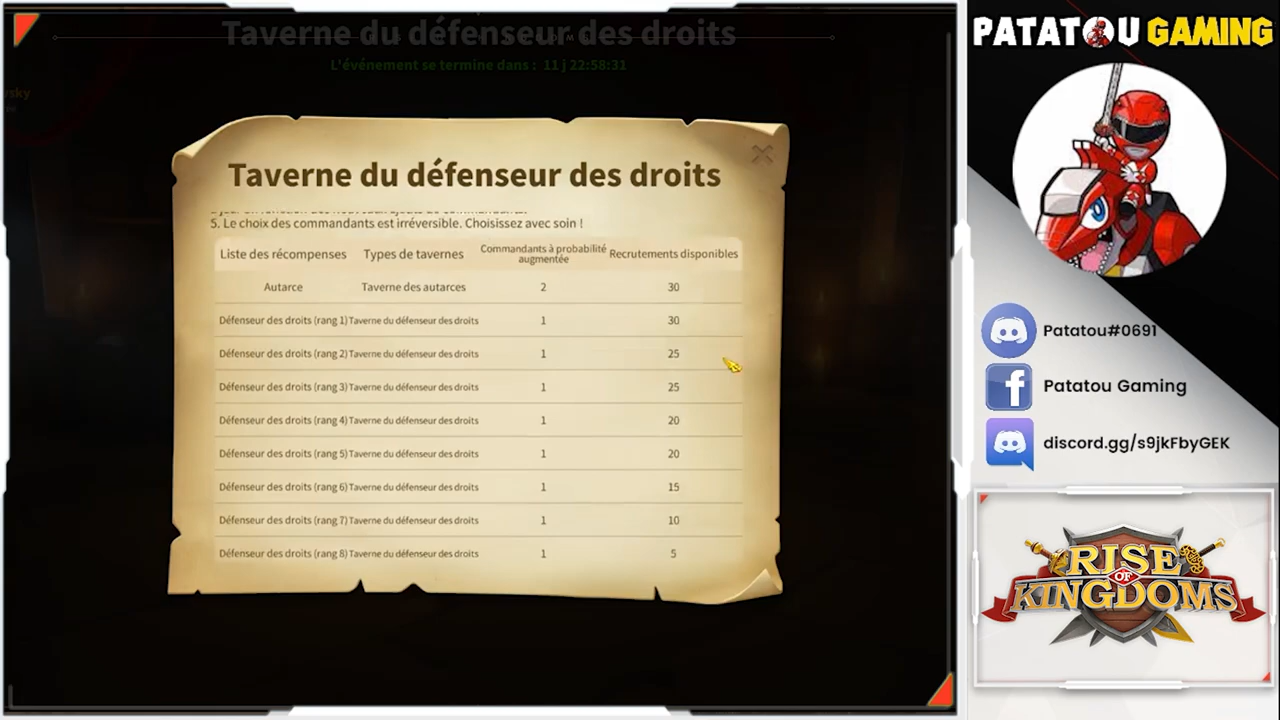 Taverne du défenseur des droits
L'événement se termine dans : 11 j 22:58:31
Taverne du défenseur des droits
5. Le choix des commandants est irréversible. Choisissez avec soin !
Liste des récompenses Types de tavernes Commandants à probabilité augmentée Recrutements disponibles
Autarce Taverne des autarces 2 30
Défenseur des droits (rang 1) Taverne du défenseur des droits 1 30
Défenseur des droits (rang 2) Taverne du défenseur des droits 1 25
Défenseur des droits (rang 3) Taverne du défenseur des droits 1 25
Défenseur des droits (rang 4) Taverne du défenseur des droits 1 20
Défenseur des droits (rang 5) Taverne du défenseur des droits 1 20
Défenseur des droits (rang 6) Taverne du défenseur des droits 1 15
Défenseur des droits (rang 7) Taverne du défenseur des droits 1 10
Défenseur des droits (rang 8) Taverne du défenseur des droits 1 5
PATATOU GAMING
Patatou#0691
Patatou Gaming
discord.gg/s9jkFbyGEK
RISE
OF
KINGDOMS